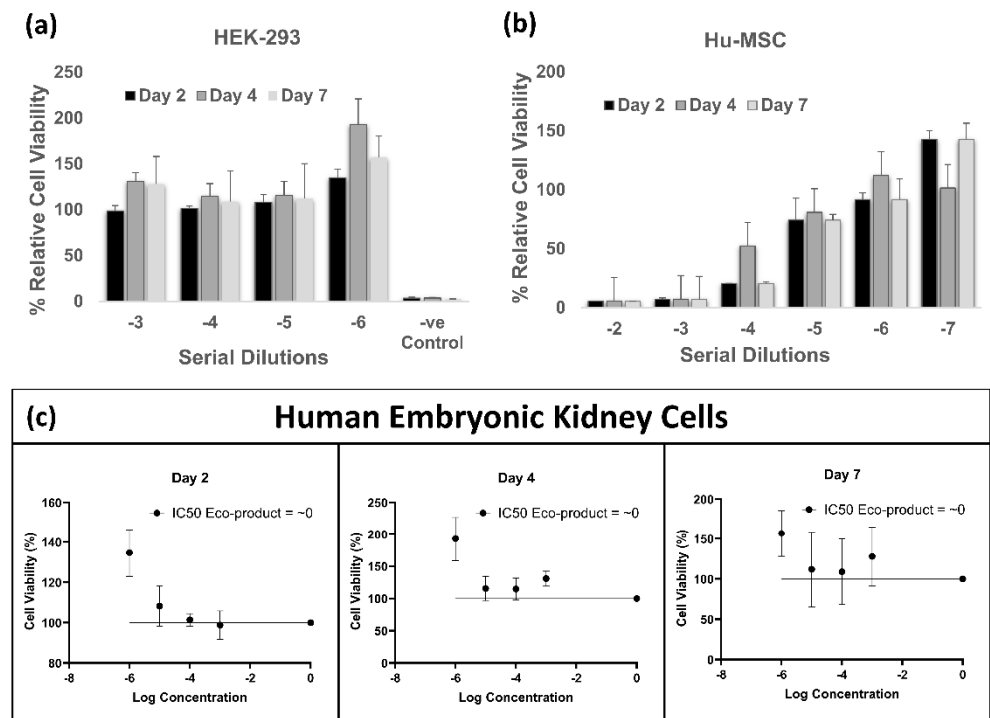 (a)
HEK-293
% Relative Cell Viability
250
200
150
100
50
0
Day 2 Day 4 Day 7
-3 -4 -5 -6 -ve
Control
Serial Dilutions
(b)
Hu-MSC
% Relative Cell Viability
200
150
100
50
0
Day 2 Day 4 Day 7
-2 -3 -4 -5 -6 -7
Serial Dilutions
(c)
Human Embryonic Kidney Cells
Day 2
IC50 Eco-product = ~0
Cell Viability (%)
160
140
120
100
80
-8 -6 -4 -2 0
Log Concentration
Day 4
IC50 Eco-product = ~0
Cell Viability (%)
250
200
150
100
50
0
-8 -6 -4 -2 0
Log Concentration
Day 7
IC50 Eco-product = ~0
Cell Viability (%)
200
150
100
50
0
-8 -6 -4 -2 0
Log Concentration